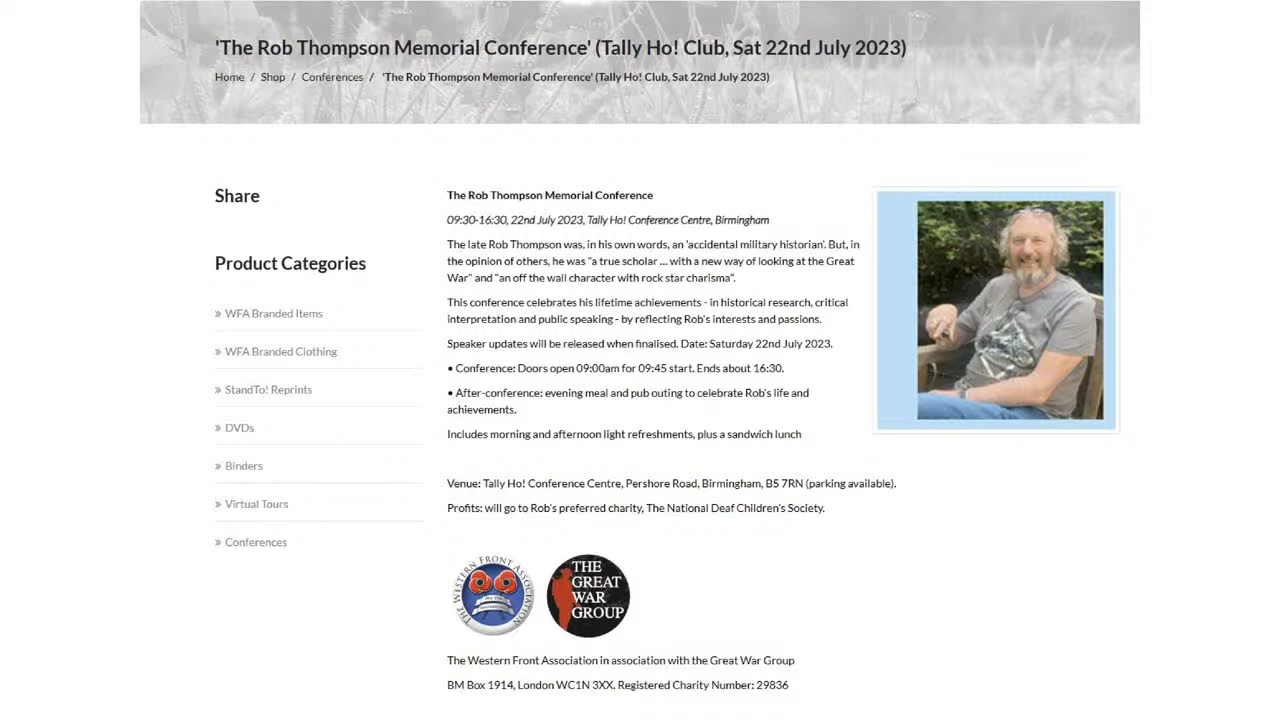 'The Rob Thompson Memorial Conference' (Tally Ho! Club, Sat 22nd July 2023)
Home / Shop / Conferences / 'The Rob Thompson Memorial Conference' (Tally Ho! Club, Sat 22nd July 2023)
Share
Product Categories
» WFA Branded Items
» WFA Branded Clothing
» StandTo! Reprints
» DVDs
» Binders
» Virtual Tours
» Conferences
The Rob Thompson Memorial Conference
09:30-16:30, 22nd July 2023, Tally Ho! Conference Centre, Birmingham
The late Rob Thompson was, in his own words, an 'accidental military historian'. But, in
the opinion of others, he was "a true scholar ... with a new way of looking at the Great
War" and "an off the wall character with rock star charisma".
This conference celebrates his lifetime achievements - in historical research, critical
interpretation and public speaking - by reflecting Rob's interests and passions.
Speaker updates will be released when finalised. Date: Saturday 22nd July 2023.
• Conference: Doors open 09:00am for 09:45 start. Ends about 16:30.
• After-conference: evening meal and pub outing to celebrate Rob's life and
achievements.
Includes morning and afternoon light refreshments, plus a sandwich lunch
Venue: Tally Ho! Conference Centre, Pershore Road, Birmingham, B5 7RN (parking available).
Profits: will go to Rob's preferred charity, The National Deaf Children's Society.
THE WESTERN FRONT ASSOCIATION
THE
GREAT
WAR
GROUP
The Western Front Association in association with the Great War Group
BM Box 1914, London WC1N 3XX. Registered Charity Number: 29836